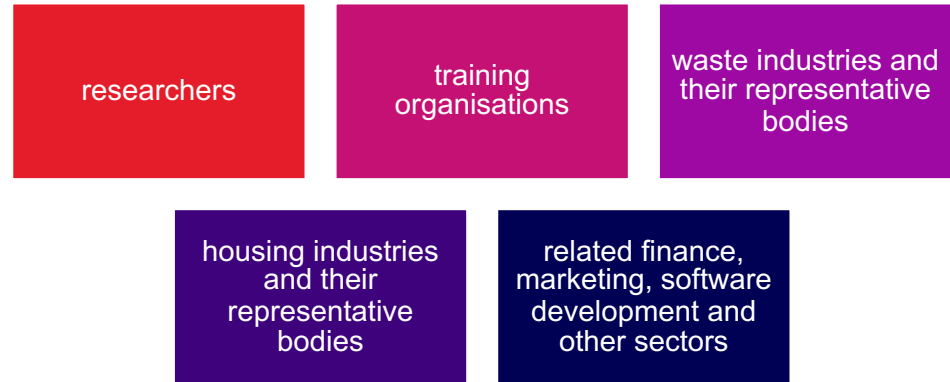 researchers
training
organisations
waste industries and
their representative
bodies
housing industries
and their
representative
bodies
related finance,
marketing, software
development and
other sectors